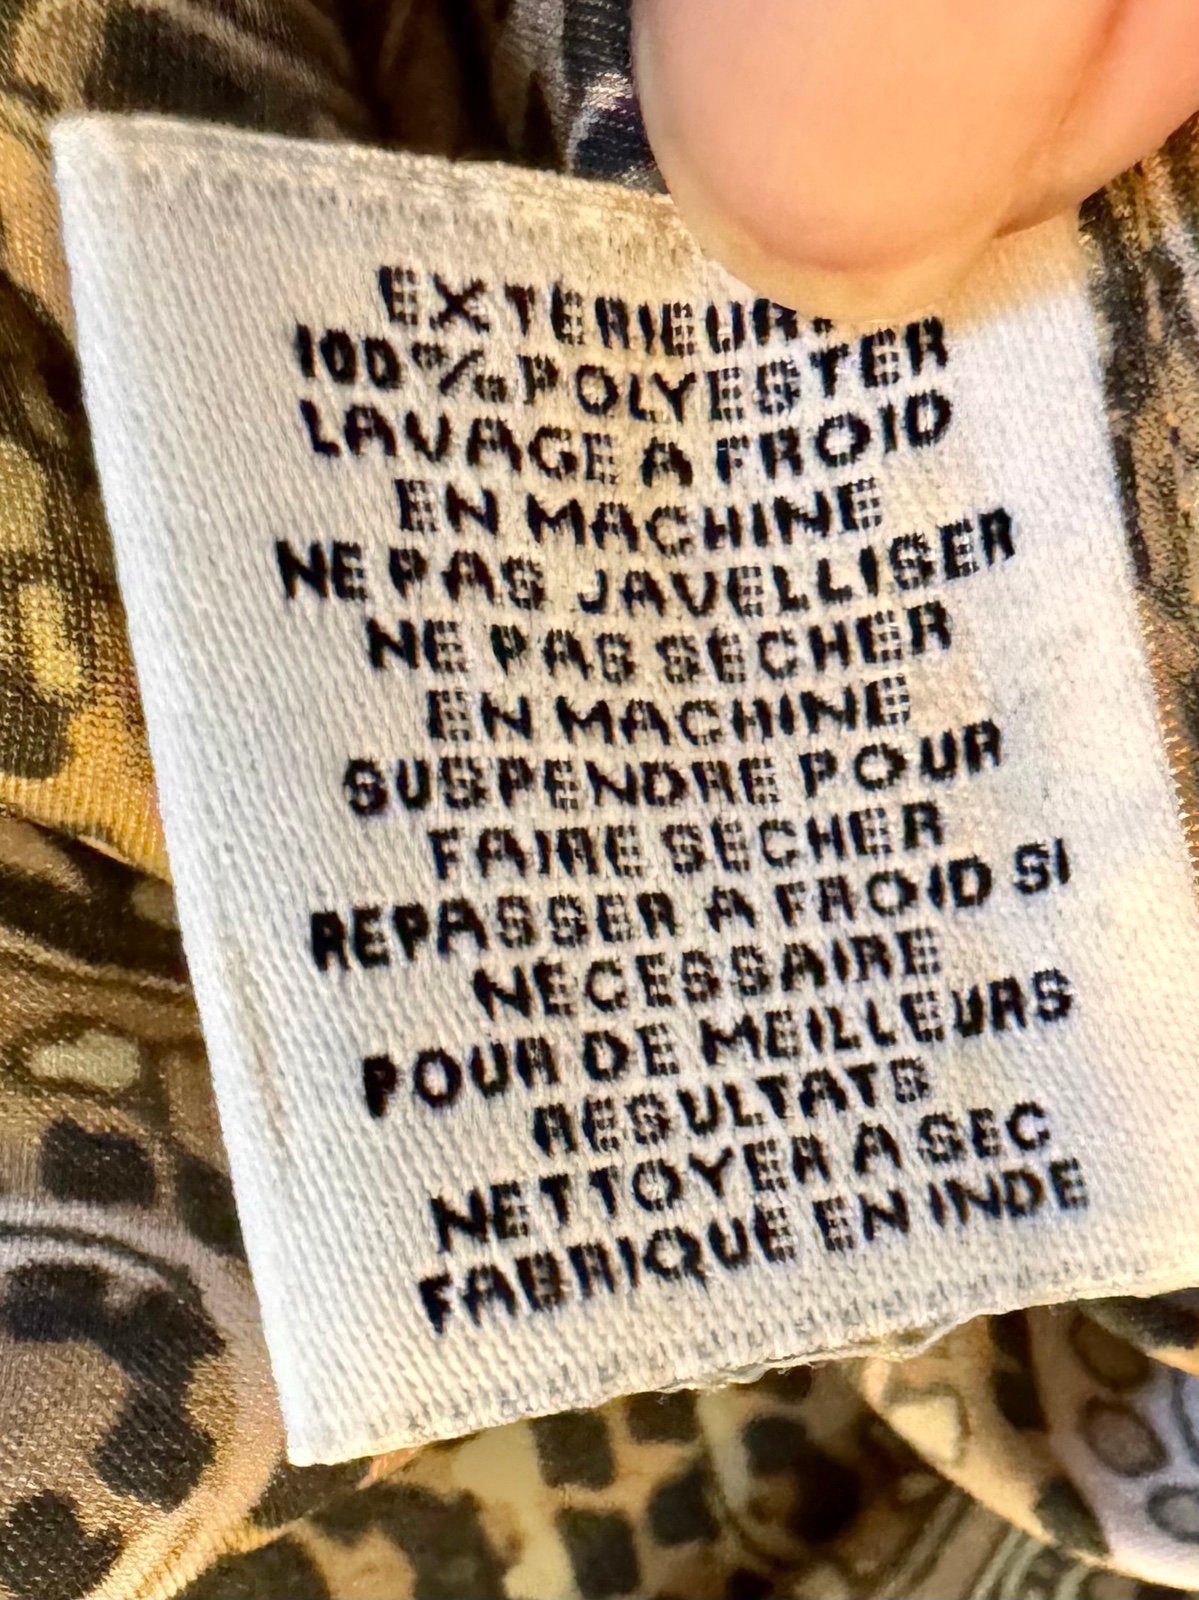 EXTERIEUR:
100%POLYESTER
LAVAGE A FROID
EN MACHINE
NE PAS JAVELLISER
NE PAS SECHER
EN MACHINE
SUSPENDRE POUR
FAIRE SECHER
REPASSER A FROID SI
NECESSAIRE
POUR DE MEILLEURS
RESULTATS
NETTOYER A SEC
FABRIQUE EN INDE